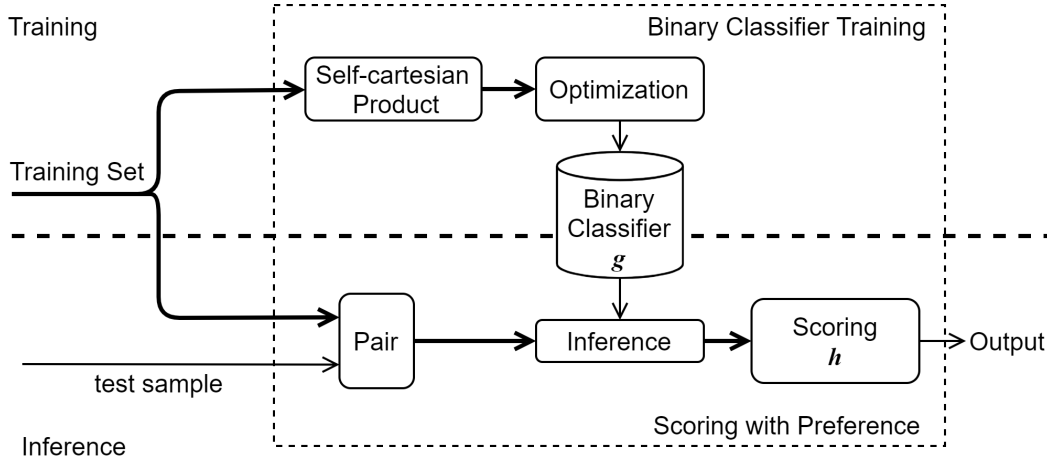 Training
Binary Classifier Training
Self-cartesian
Product
Optimization
Training Set
Binary
Classifier
g
Pair
Inference
Scoring
h
Output
test sample
Scoring with Preference
Inference